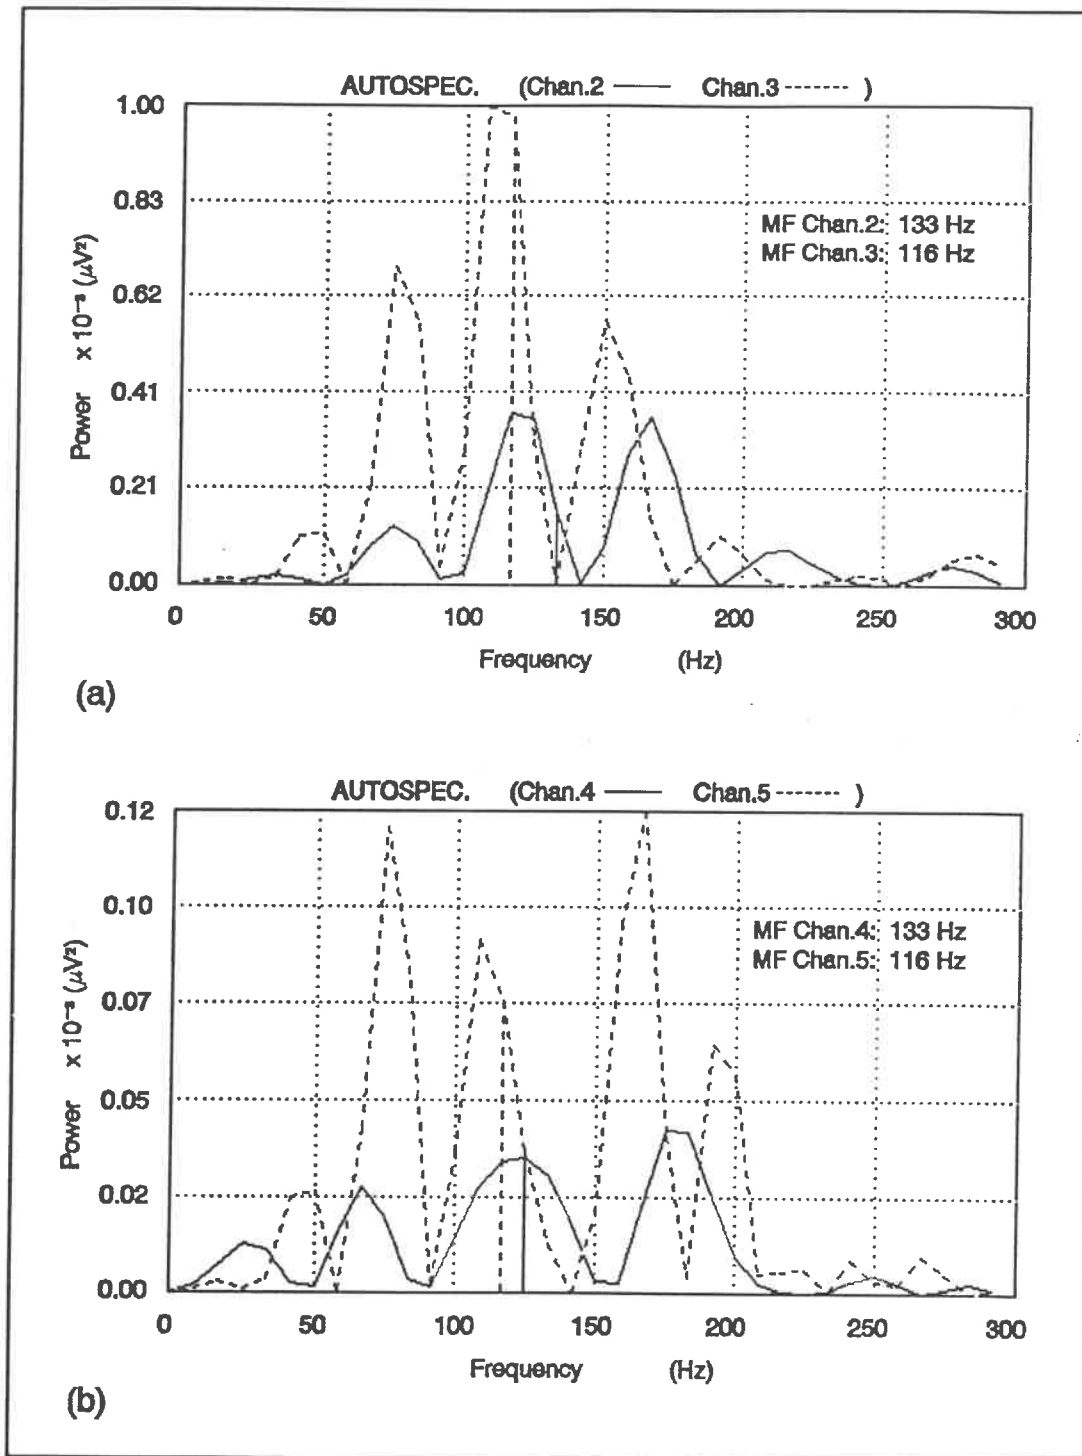 AUTOSPEC. (Chan.2 —— Chan.3 ------ )
1.00
0.83
0.62
0.41
0.21
0.00
Power x 10⁻³ (μV²)
MF Chan.2: 133 Hz
MF Chan.3: 116 Hz
0 50 100 150 200 250 300
Frequency (Hz)
(a)
AUTOSPEC. (Chan.4 —— Chan.5 ------ )
0.12
0.10
0.07
0.05
0.02
0.00
Power x 10⁻³ (μV²)
MF Chan.4: 133 Hz
MF Chan.5: 116 Hz
0 50 100 150 200 250 300
Frequency (Hz)
(b)